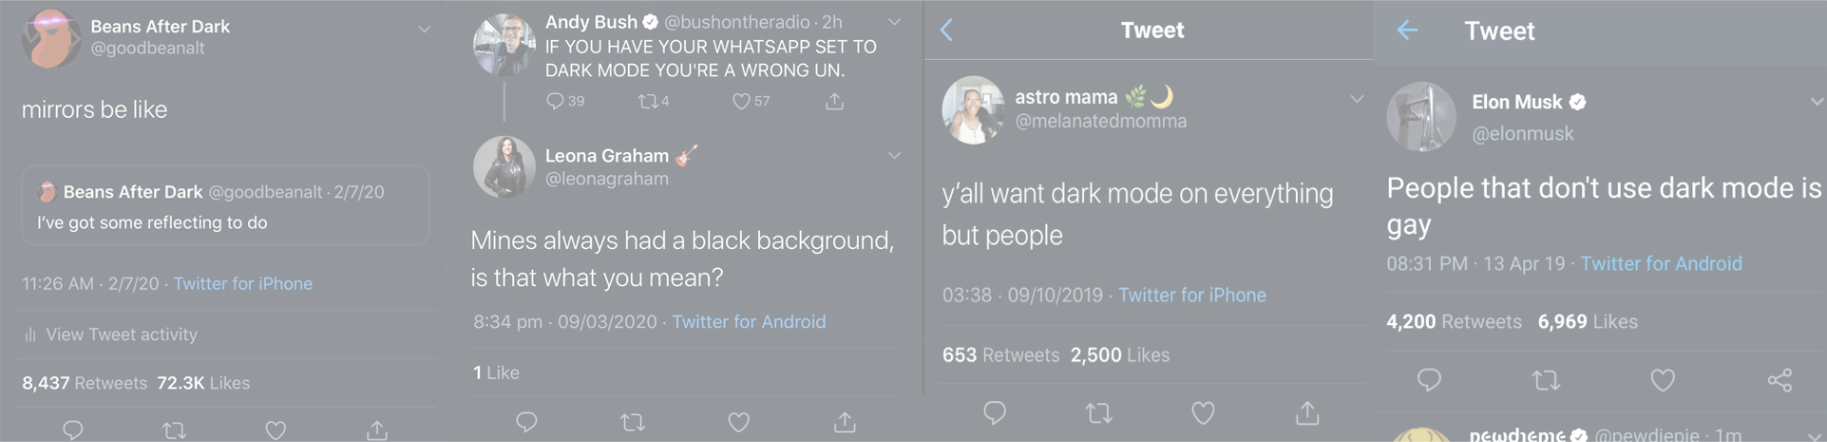 Beans After Dark
@goodbeanalt
mirrors be like
Beans After Dark @goodbeanalt · 2/7/20
I've got some reflecting to do
11:26 AM · 2/7/20 · Twitter for iPhone
View Tweet activity
8,437 Retweets 72.3K Likes
Andy Bush @bushontheradio · 2h
IF YOU HAVE YOUR WHATSAPP SET TO
DARK MODE YOU'RE A WRONG UN.
39 4 57
Leona Graham 🎸
@leonagraham
Mines always had a black background,
is that what you mean?
8:34 pm · 09/03/2020 · Twitter for Android
1 Like
Tweet
astro mama 🌿🌙
@melanatedmomma
y'all want dark mode on everything
but people
03:38 · 09/10/2019 · Twitter for iPhone
653 Retweets 2,500 Likes
Tweet
Elon Musk
@elonmusk
People that don't use dark mode is
gay
08:31 PM · 13 Apr 19 · Twitter for Android
4,200 Retweets 6,969 Likes
pewdiepie @pewdiepie · 1m